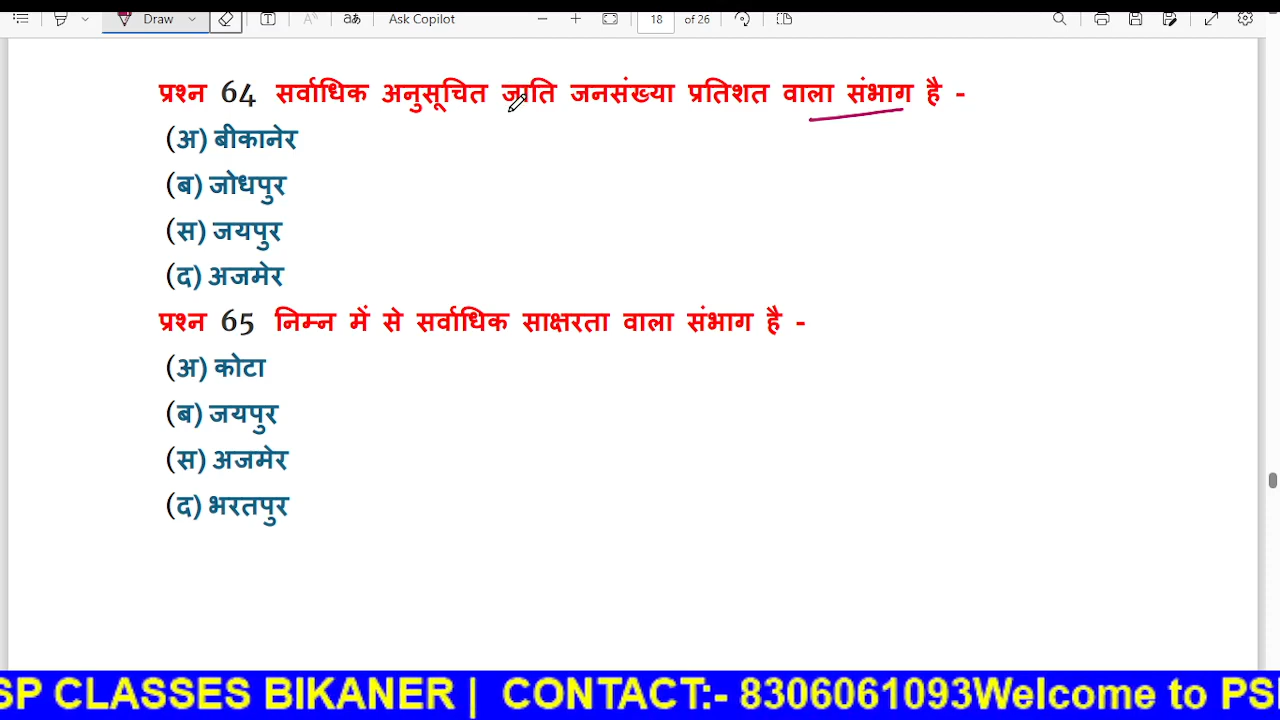 Draw
Ask Copilot
18 of 26
प्रश्न 64 सर्वाधिक अनुसूचित जाति जनसंख्या प्रतिशत वाला संभाग है -
(अ) बीकानेर
(ब) जोधपुर
(स) जयपुर
(द) अजमेर
प्रश्न 65 निम्न में से सर्वाधिक साक्षरता वाला संभाग है -
(अ) कोटा
(ब) जयपुर
(स) अजमेर
(द) भरतपुर
SP CLASSES BIKANER | CONTACT:- 8306061093Welcome to PS